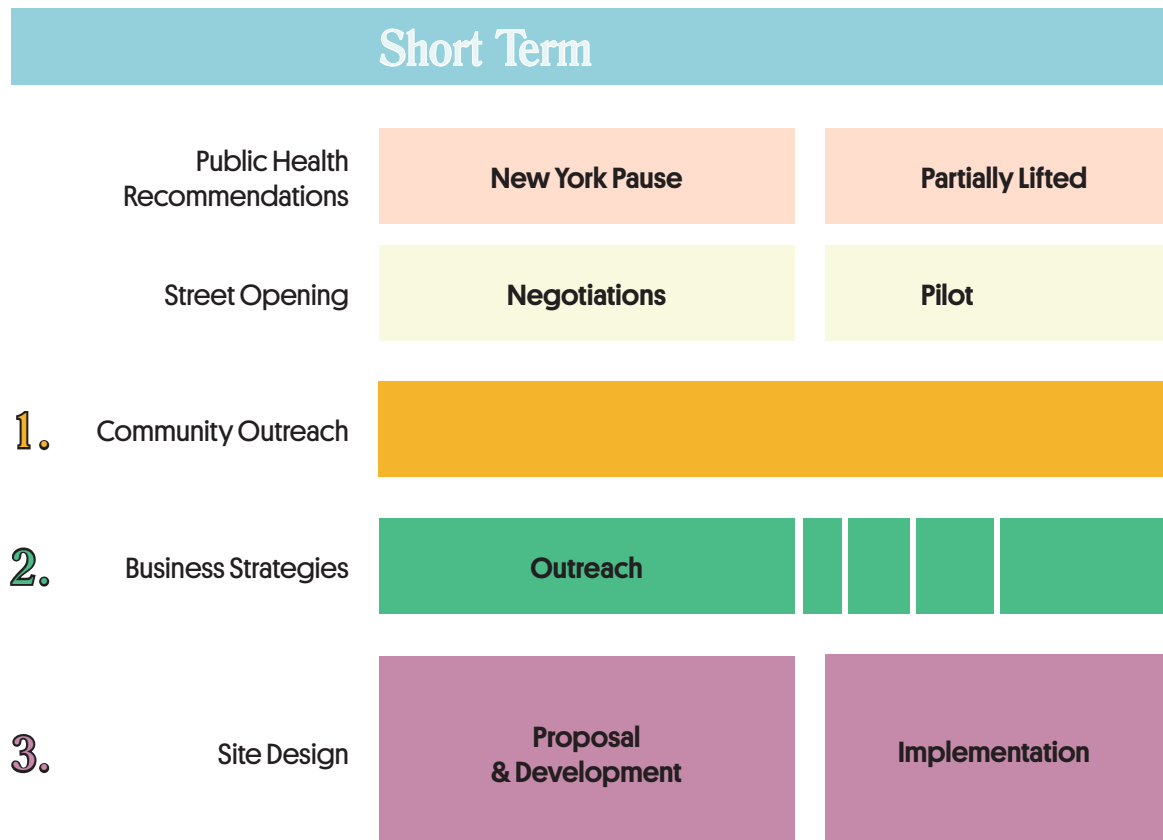 Short Term
Public Health
Recommendations
New York Pause
Partially Lifted
Street Opening
Negotiations
Pilot
1.
Community Outreach
2.
Business Strategies
Outreach
3.
Site Design
Proposal
& Development
Implementation